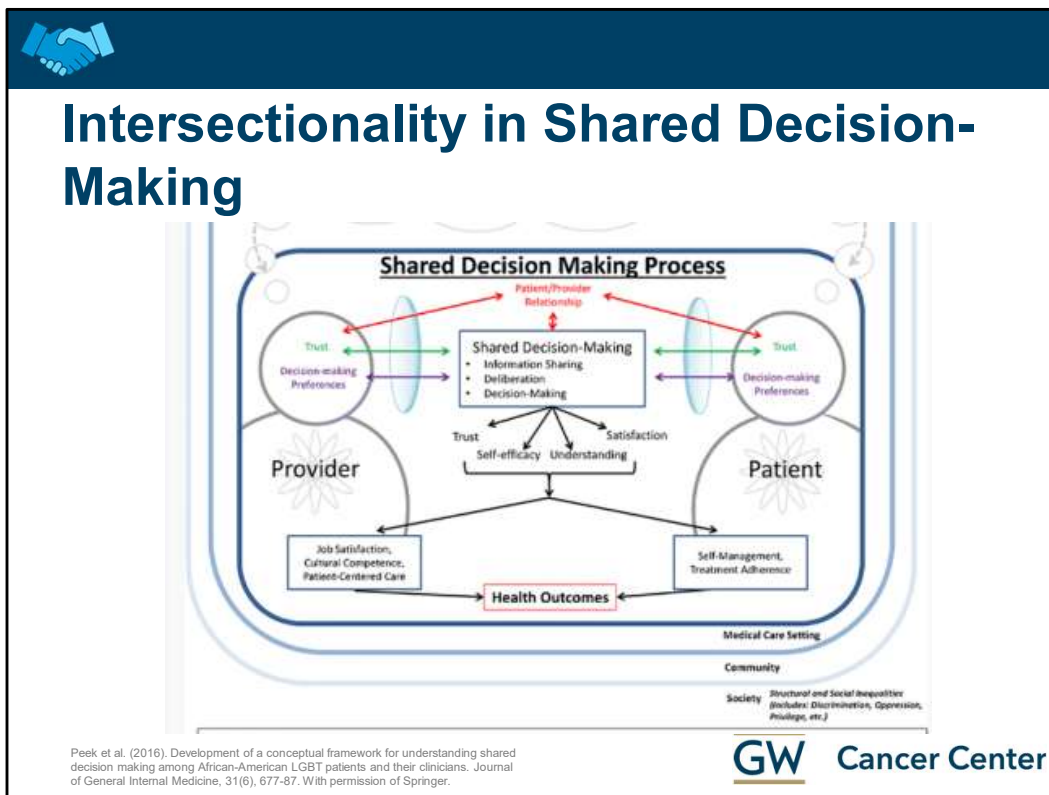 Intersectionality in Shared Decision-
Making
Shared Decision Making Process
Patient/Provider
Relationship
Trust
Decision-making
Preferences
Shared Decision-Making
• Information Sharing
• Deliberation
• Decision-Making
Trust
Decision-making
Preferences
Trust
Satisfaction
Self-efficacy Understanding
Provider
Patient
Job Satisfaction,
Cultural Competence,
Patient-Centered Care
Self-Management,
Treatment Adherence
Health Outcomes
Medical Care Setting
Community
Society
Structural and Social Inequalities
(Includes: Discrimination, Oppression,
Privilege, etc.)
Peek et al. (2016). Development of a conceptual framework for understanding shared
decision making among African-American LGBT patients and their clinicians. Journal
of General Internal Medicine, 31(6), 677-87. With permission of Springer.
GW Cancer Center